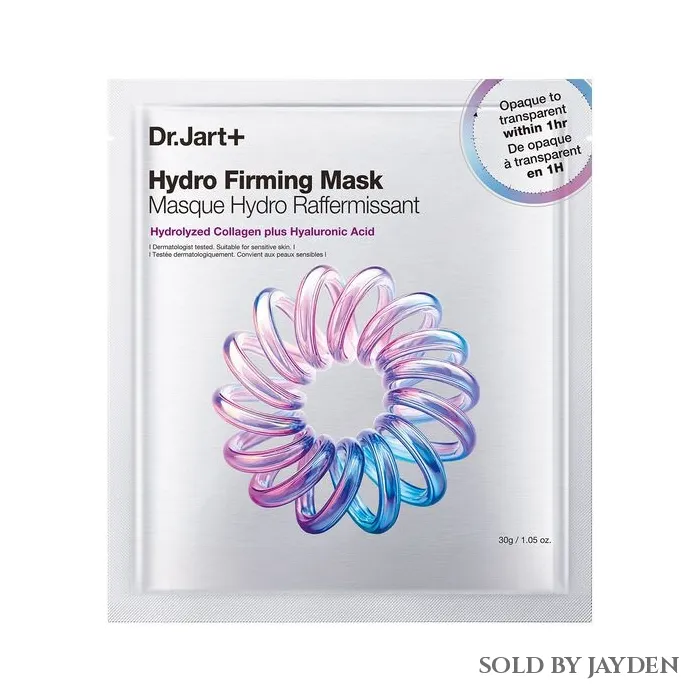 Opaque to
transparent
within 1hr
De opaque
à transparent
en 1H
Dr.Jart+
Hydro Firming Mask
Masque Hydro Raffermissant
Hydrolyzed Collagen plus Hyaluronic Acid
I Dermatologist tested. Suitable for sensitive skin. I
I Testée dermatologiquement. Convient aux peaux sensibles I
30g / 1.05 oz.
SOLD BY JAYDEN